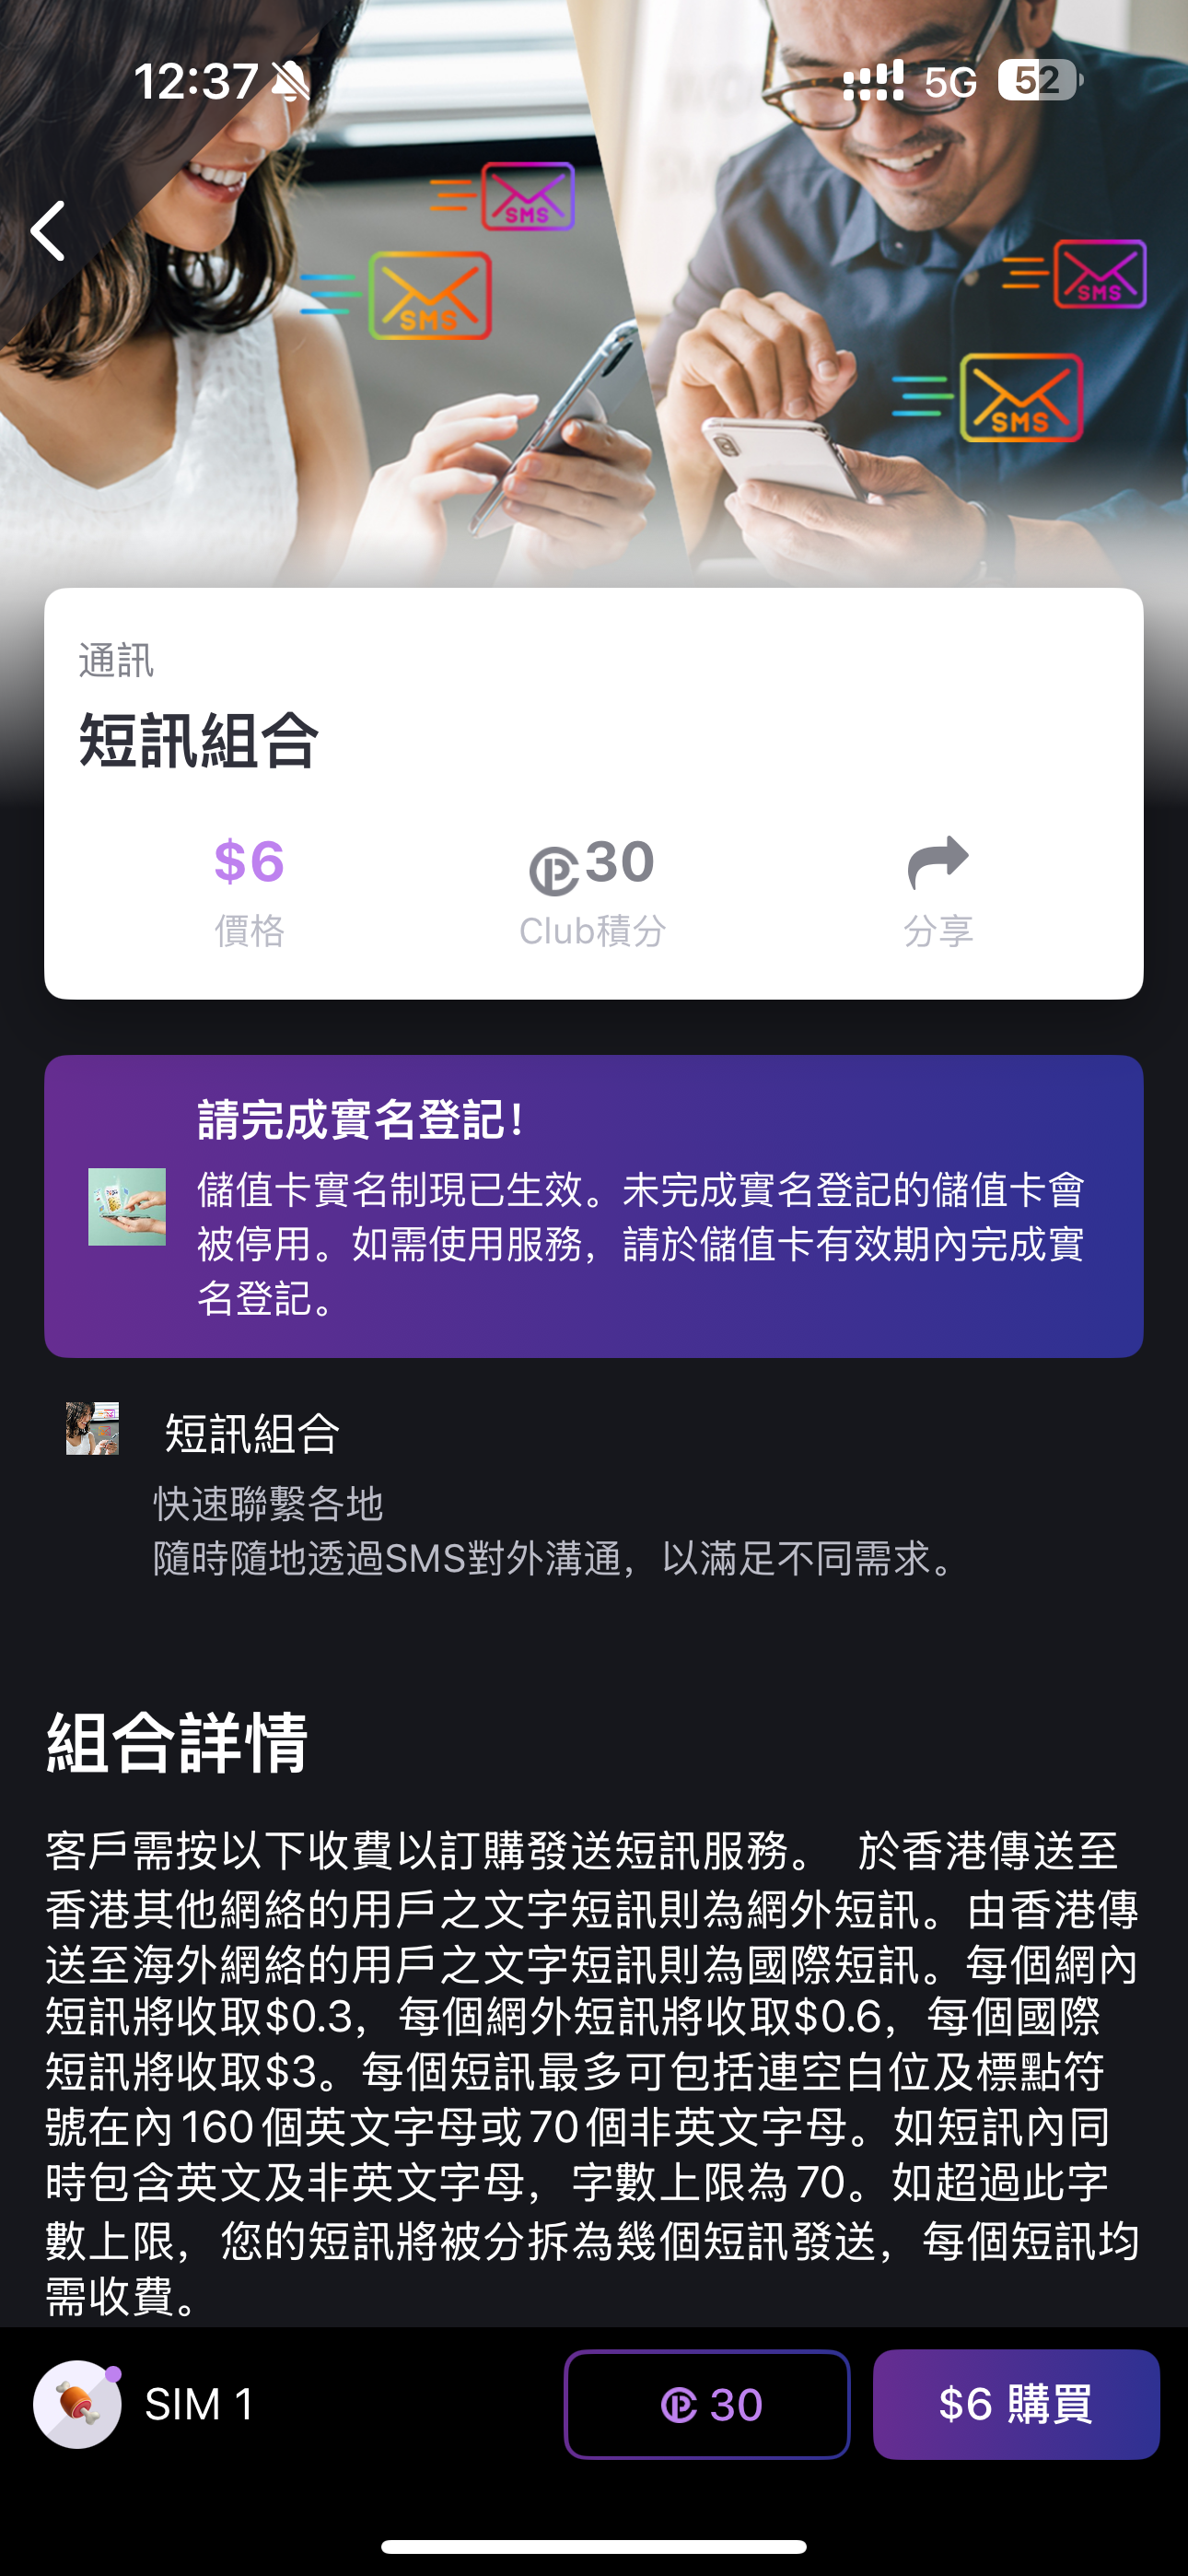 12:37
5G
52
SMS
SMS
SMS
SMS
通訊
短訊組合
$6
30
價格
Club積分
分享
請完成實名登記！
儲值卡實名制現已生效。未完成實名登記的儲值卡會
被停用。如需使用服務，請於儲值卡有效期內完成實
名登記。
短訊組合
快速聯繫各地
隨時隨地透過SMS對外溝通，以滿足不同需求。
組合詳情
客戶需按以下收費以訂購發送短訊服務。 於香港傳送至
香港其他網絡的用戶之文字短訊則為網外短訊。由香港傳
送至海外網絡的用戶之文字短訊則為國際短訊。每個網內
短訊將收取$0.3，每個網外短訊將收取$0.6，每個國際
短訊將收取$3。每個短訊最多可包括連空白位及標點符
號在內160個英文字母或70個非英文字母。如短訊內同
時包含英文及非英文字母，字數上限為70。如超過此字
數上限，您的短訊將被分拆為幾個短訊發送，每個短訊均
需收費。
SIM 1
30
$6 購買